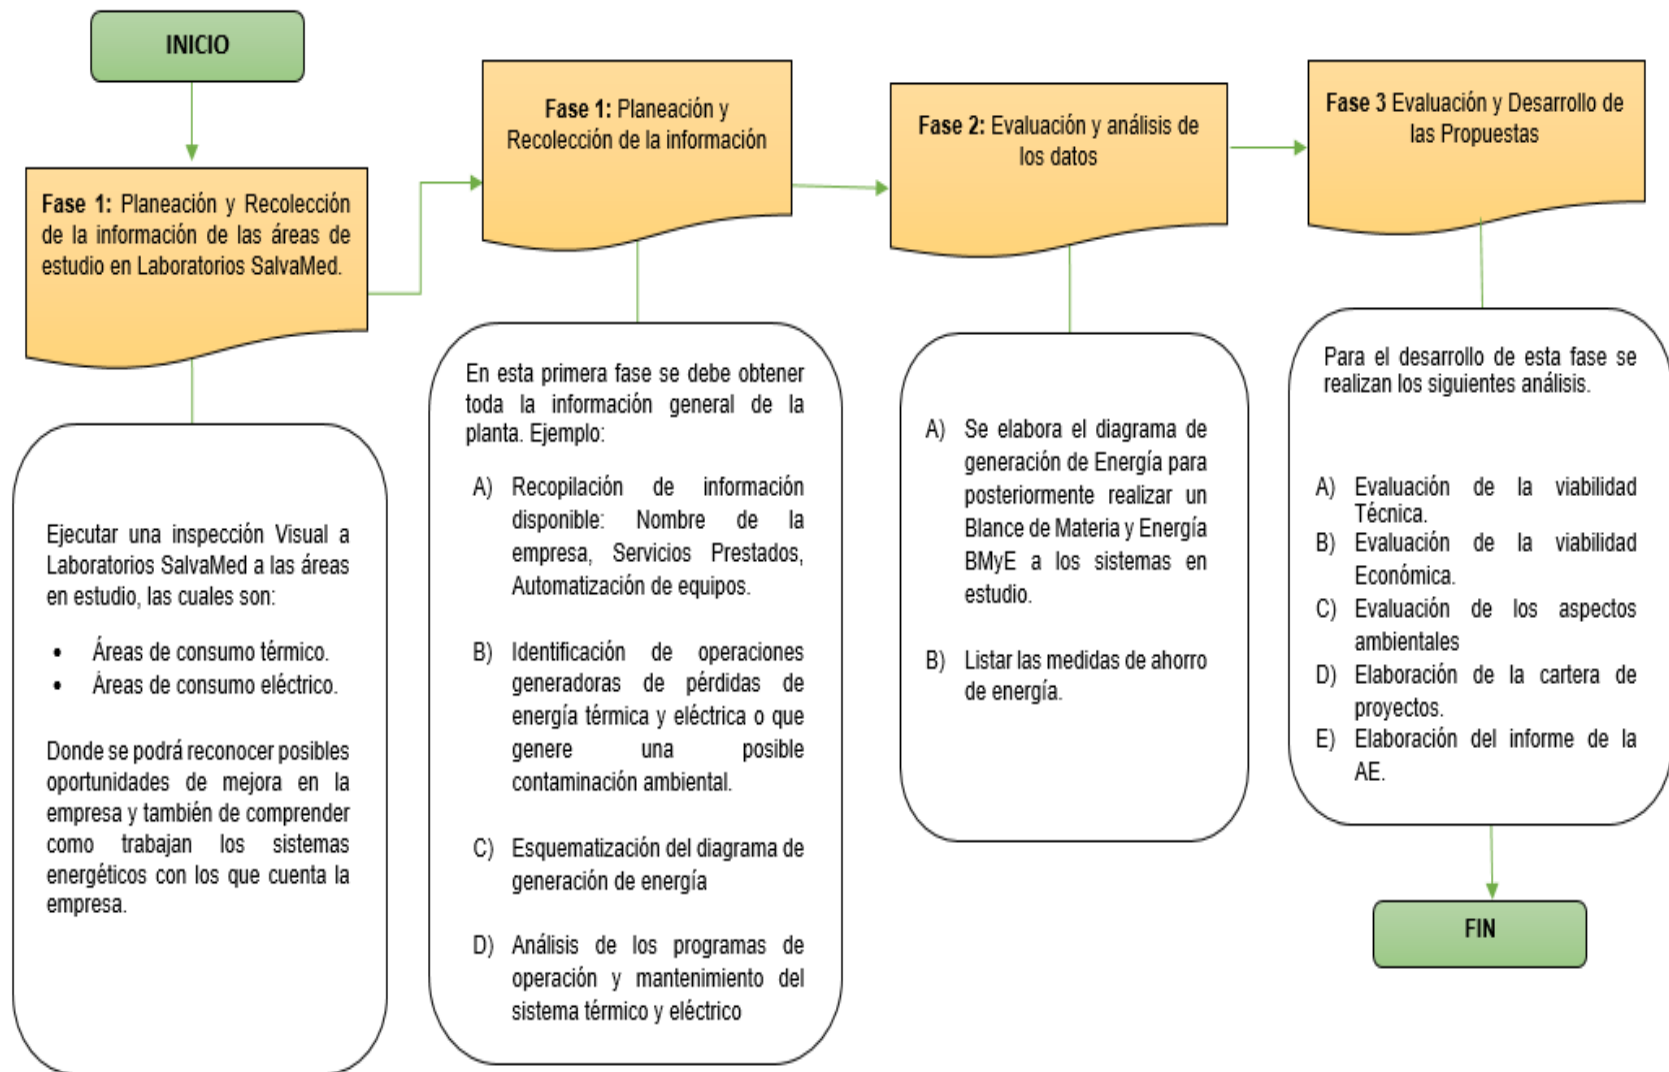 INICIO
Fase 1: Planeación y Recolección
de la información de las áreas de
estudio en Laboratorios SalvaMed.
Ejecutar una inspección Visual a
Laboratorios SalvaMed a las áreas
en estudio, las cuales son:
• Áreas de consumo térmico.
• Áreas de consumo eléctrico.
Donde se podrá reconocer posibles
oportunidades de mejora en la
empresa y también de comprender
como trabajan los sistemas
energéticos con los que cuenta la
empresa.
Fase 1: Planeación y
Recolección de la información
En esta primera fase se debe obtener
toda la información general de la
planta. Ejemplo:
A) Recopilación de información
disponible: Nombre de la
empresa, Servicios Prestados,
Automatización de equipos.
B) Identificación de operaciones
generadoras de pérdidas de
energía térmica y eléctrica o que
genere una posible
contaminación ambiental.
C) Esquematización del diagrama de
generación de energía
D) Análisis de los programas de
operación y mantenimiento del
sistema térmico y eléctrico
Fase 2: Evaluación y análisis de
los datos
A) Se elabora el diagrama de
generación de Energía para
posteriormente realizar un
Blance de Materia y Energía
BMyE a los sistemas en
estudio.
B) Listar las medidas de ahorro
de energía.
Fase 3 Evaluación y Desarrollo de
las Propuestas
Para el desarrollo de esta fase se
realizan los siguientes análisis.
A) Evaluación de la viabilidad
Técnica.
B) Evaluación de la viabilidad
Económica.
C) Evaluación de los aspectos
ambientales
D) Elaboración de la cartera de
proyectos.
E) Elaboración del informe de la
AE.
FIN